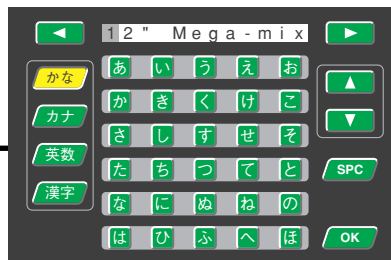 12" Mega-mix
かな
カナ
英数
漢字
あ い う え お
か き く け こ
さ し す せ そ
た ち つ て と
な に ぬ ね の
は ひ ふ へ ほ
SPC
OK